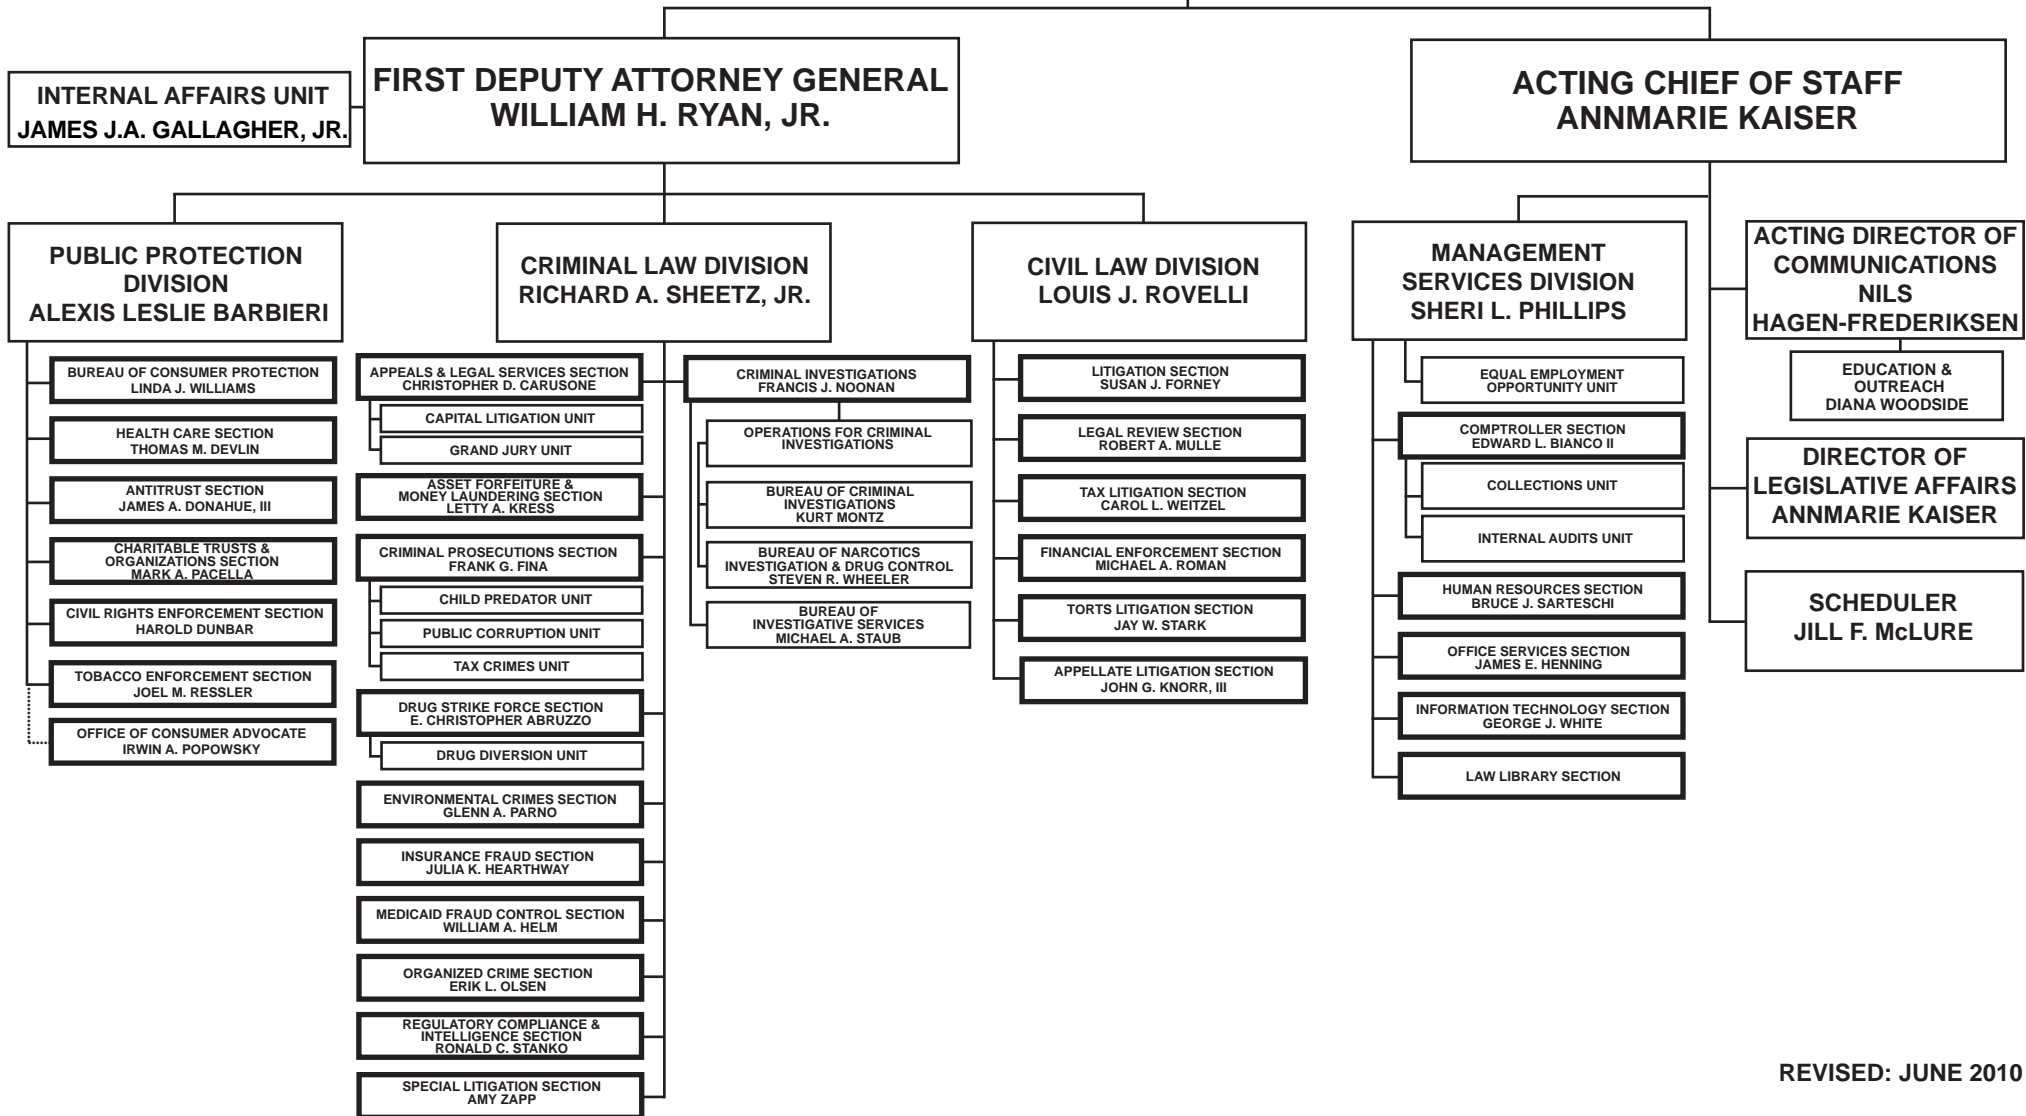 FIRST DEPUTY ATTORNEY GENERAL
WILLIAM H. RYAN, JR.
INTERNAL AFFAIRS UNIT
JAMES J.A. GALLAGHER, JR.
ACTING CHIEF OF STAFF
ANNMARIE KAISER
PUBLIC PROTECTION
DIVISION
ALEXIS LESLIE BARBIERI
BUREAU OF CONSUMER PROTECTION
LINDA J. WILLIAMS
HEALTH CARE SECTION
THOMAS M. DEVLIN
ANTITRUST SECTION
JAMES A. DONAHUE, III
CHARITABLE TRUSTS &
ORGANIZATIONS SECTION
MARK A. PACELLA
CIVIL RIGHTS ENFORCEMENT SECTION
HAROLD DUNBAR
TOBACCO ENFORCEMENT SECTION
JOEL M. RESSLER
OFFICE OF CONSUMER ADVOCATE
IRWIN A. POPOWSKY
CRIMINAL LAW DIVISION
RICHARD A. SHEETZ, JR.
APPEALS & LEGAL SERVICES SECTION
CHRISTOPHER D. CARUSONE
CAPITAL LITIGATION UNIT
GRAND JURY UNIT
ASSET FORFEITURE &
MONEY LAUNDERING SECTION
LETTY A. KRESS
CRIMINAL PROSECUTIONS SECTION
FRANK G. FINA
CHILD PREDATOR UNIT
PUBLIC CORRUPTION UNIT
TAX CRIMES UNIT
DRUG STRIKE FORCE SECTION
E. CHRISTOPHER ABRUZZO
DRUG DIVERSION UNIT
ENVIRONMENTAL CRIMES SECTION
GLENN A. PARNO
INSURANCE FRAUD SECTION
JULIA K. HEARTHWAY
MEDICAID FRAUD CONTROL SECTION
WILLIAM A. HELM
ORGANIZED CRIME SECTION
ERIK L. OLSEN
REGULATORY COMPLIANCE &
INTELLIGENCE SECTION
RONALD C. STANKO
SPECIAL LITIGATION SECTION
AMY ZAPP
CRIMINAL INVESTIGATIONS
FRANCIS J. NOONAN
OPERATIONS FOR CRIMINAL
INVESTIGATIONS
BUREAU OF CRIMINAL
INVESTIGATIONS
KURT MONTZ
BUREAU OF NARCOTICS
INVESTIGATION & DRUG CONTROL
STEVEN R. WHEELER
BUREAU OF
INVESTIGATIVE SERVICES
MICHAEL A. STAUB
CIVIL LAW DIVISION
LOUIS J. ROVELLI
LITIGATION SECTION
SUSAN J. FORNEY
LEGAL REVIEW SECTION
ROBERT A. MULLE
TAX LITIGATION SECTION
CAROL L. WEITZEL
FINANCIAL ENFORCEMENT SECTION
MICHAEL A. ROMAN
TORTS LITIGATION SECTION
JAY W. STARK
APPELLATE LITIGATION SECTION
JOHN G. KNORR, III
MANAGEMENT
SERVICES DIVISION
SHERI L. PHILLIPS
EQUAL EMPLOYMENT
OPPORTUNITY UNIT
COMPTROLLER SECTION
EDWARD L. BIANCO II
COLLECTIONS UNIT
INTERNAL AUDITS UNIT
HUMAN RESOURCES SECTION
BRUCE J. SARTESCHI
OFFICE SERVICES SECTION
JAMES E. HENNING
INFORMATION TECHNOLOGY SECTION
GEORGE J. WHITE
LAW LIBRARY SECTION
ACTING DIRECTOR OF
COMMUNICATIONS
NILS
HAGEN-FREDERIKSEN
EDUCATION &
OUTREACH
DIANA WOODSIDE
DIRECTOR OF
LEGISLATIVE AFFAIRS
ANNMARIE KAISER
SCHEDULER
JILL F. McLURE
REVISED: JUNE 2010